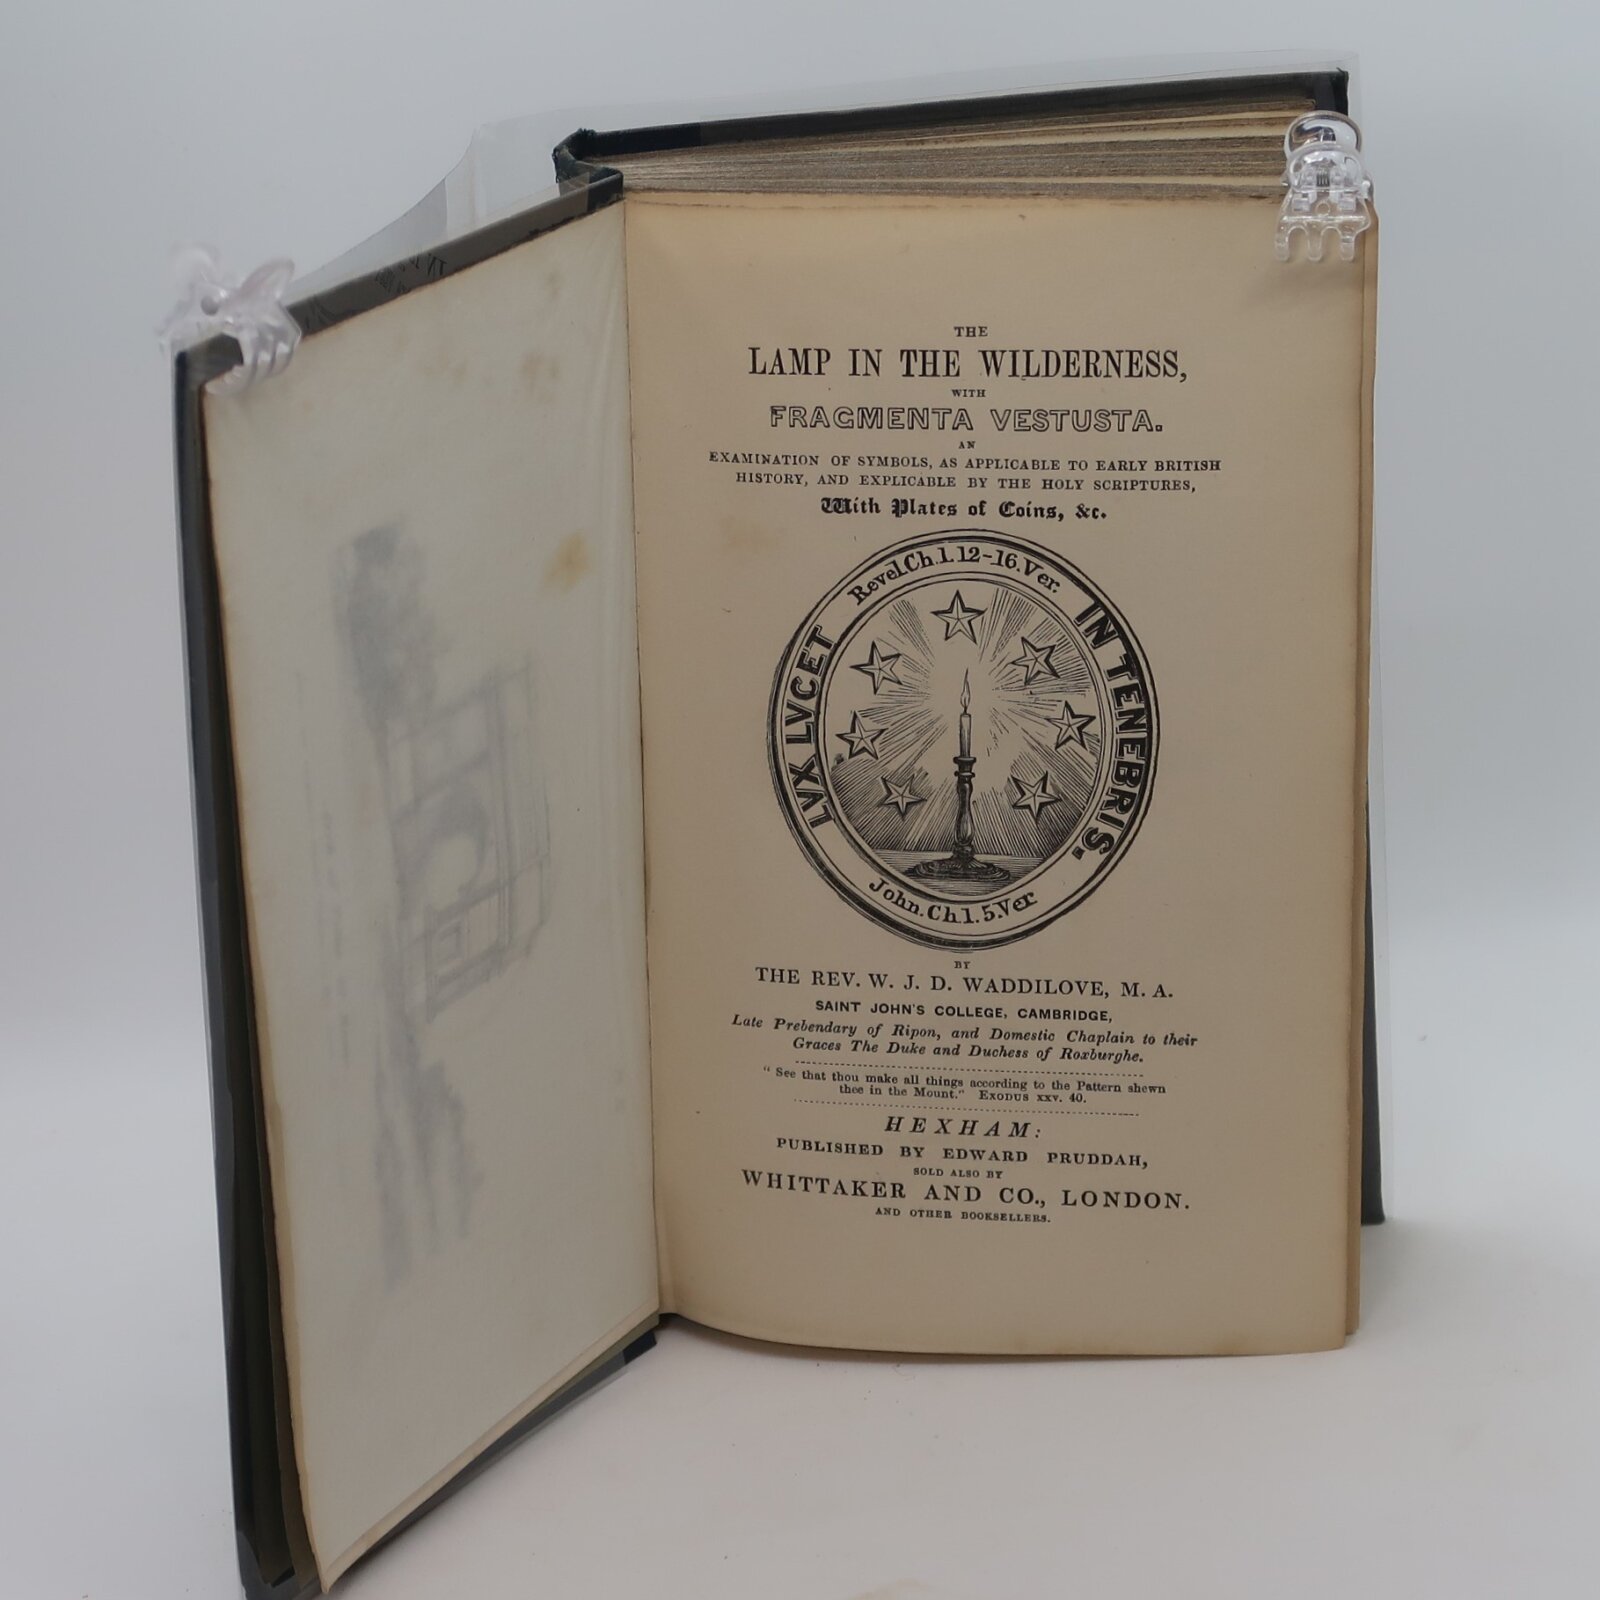 THE
LAMP IN THE WILDERNESS,
WITH
FRAGMENTA VESTUSTA.
AN
EXAMINATION OF SYMBOLS, AS APPLICABLE TO EARLY BRITISH
HISTORY, AND EXPLICABLE BY THE HOLY SCRIPTURES,
With Plates of Coins, &c.
Revel.Ch.1.12-16.Ver.
LVX LVCET
IN TENEBRIS.
John.Ch.1.5.Ver
BY
THE REV. W. J. D. WADDILOVE, M. A.
SAINT JOHN'S COLLEGE, CAMBRIDGE,
Late Prebendary of Ripon, and Domestic Chaplain to their
Graces The Duke and Duchess of Roxburghe.
"See that thou make all things according to the Pattern shewn
thee in the Mount." EXODUS XXV. 40.
HEXHAM:
PUBLISHED BY EDWARD PRUDDAH,
SOLD ALSO BY
WHITTAKER AND CO., LONDON.
AND OTHER BOOKSELLERS.